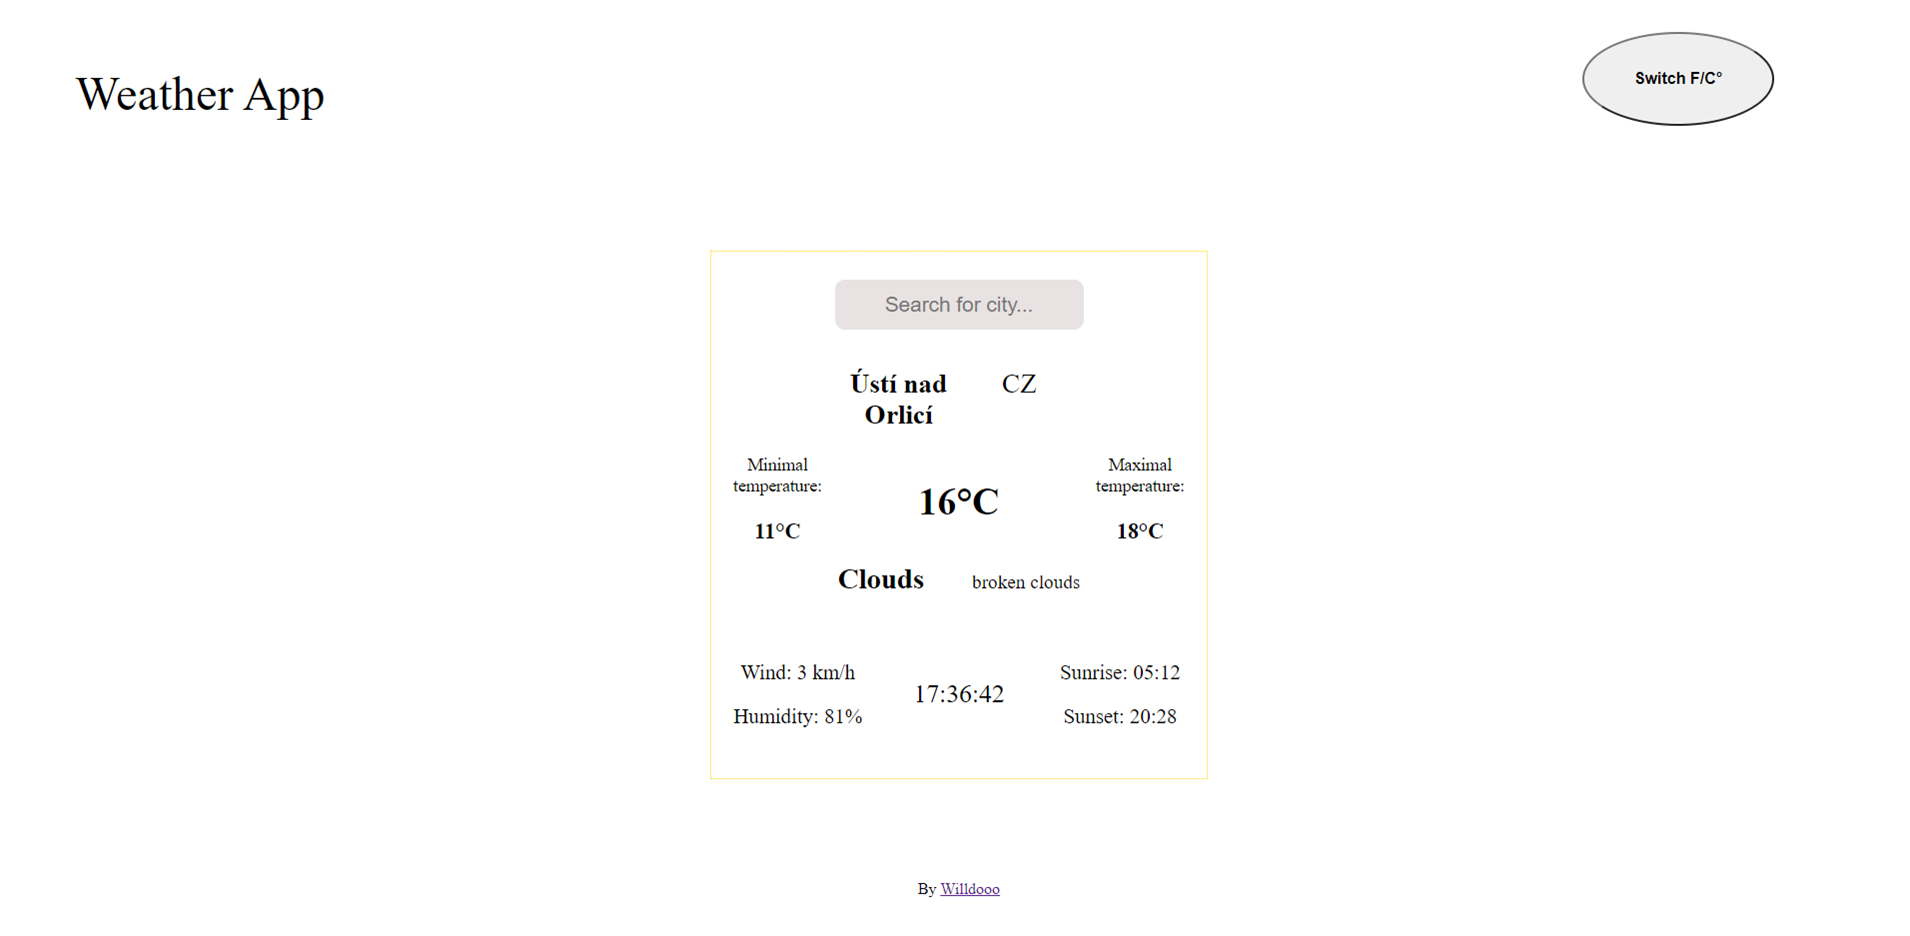 Weather App
Switch F/C°
Search for city...
Ústí nad
Orlicí
CZ
Minimal
temperature:
11°C
16°C
Maximal
temperature:
18°C
Clouds
broken clouds
Wind: 3 km/h
Humidity: 81%
17:36:42
Sunrise: 05:12
Sunset: 20:28
By Willdooo